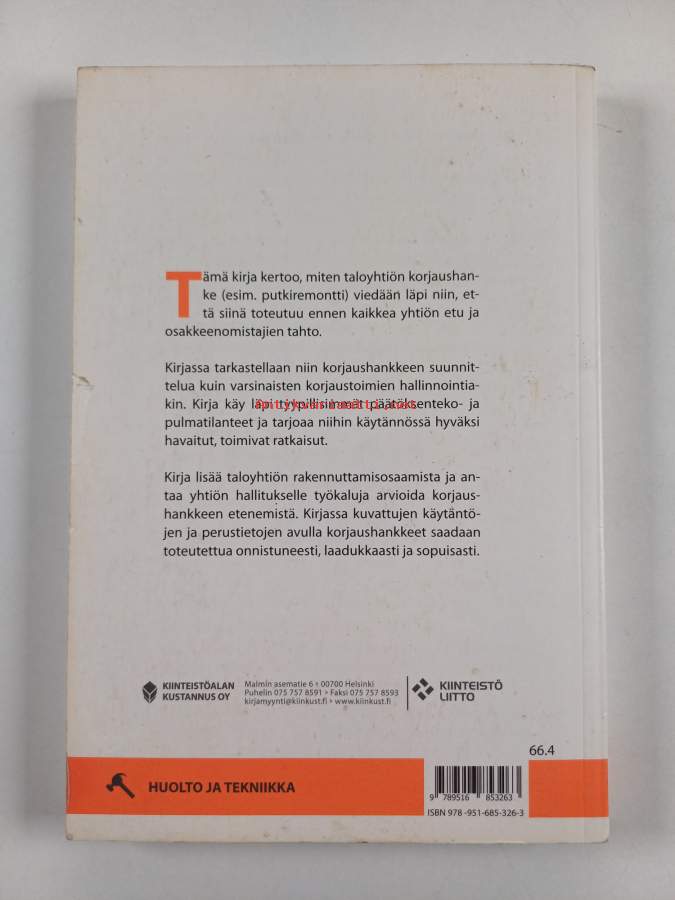 Tämä kirja kertoo, miten taloyhtiön korjaushan-
ke (esim. putkiremontti) viedään läpi niin, et-
tä siinä toteutuu ennen kaikkea yhtiön etu ja
osakkeenomistajien tahto.
Kirjassa tarkastellaan niin korjaushankkeen suunnit-
telua kuin varsinaisten korjaustoimien hallinnointia-
kin. Kirja käy läpi tyypillisimmät päätöksenteko- ja
pulmatilanteet ja tarjoaa niihin käytännössä hyväksi
havaitut, toimivat ratkaisut.
Kirja lisää taloyhtiön rakennuttamisosaamista ja an-
taa yhtiön hallitukselle työkaluja arvioida korjaus-
hankkeen etenemistä. Kirjassa kuvattujen käytäntö-
jen ja perustietojen avulla korjaushankkeet saadaan
toteutettua onnistuneesti, laadukkaasti ja sopuisasti.
KIINTEISTÖALAN
KUSTANNUS OY
Malmin asematie 6 • 00700 Helsinki
Puhelin 075 757 8591 • Faksi 075 757 8593
kirjamyynti@kiinkust.fi • www.kiinkust.fi
KIINTEISTÖ
LIITTO
66.4
HUOLTO JA TEKNIIKKA
9 789516 853263
ISBN 978 -951-685-326-3